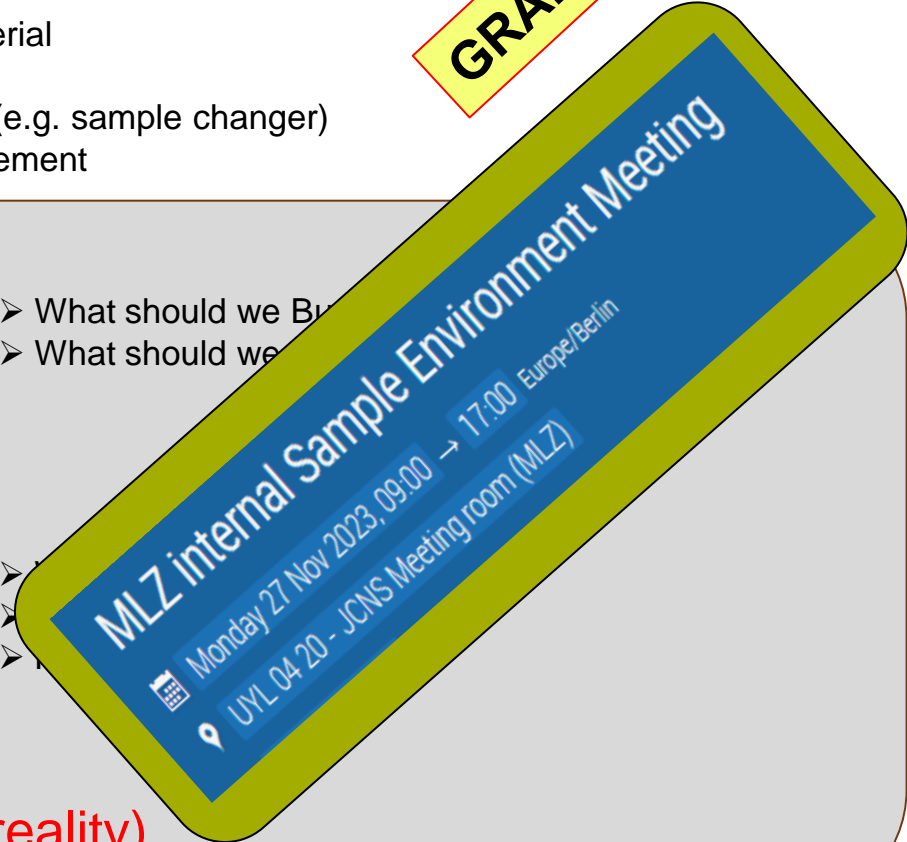 erial
GRA
(e.g. sample changer)
ement
➢ What should we Bu
➢ What should we
MLZ internal Sample Environment Meeting
Monday 27 Nov 2023, 09:00 → 17:00 Europe/Berlin
UYL 04 20 - JCNS Meeting room (MLZ)
➢
➢
➢
reality)